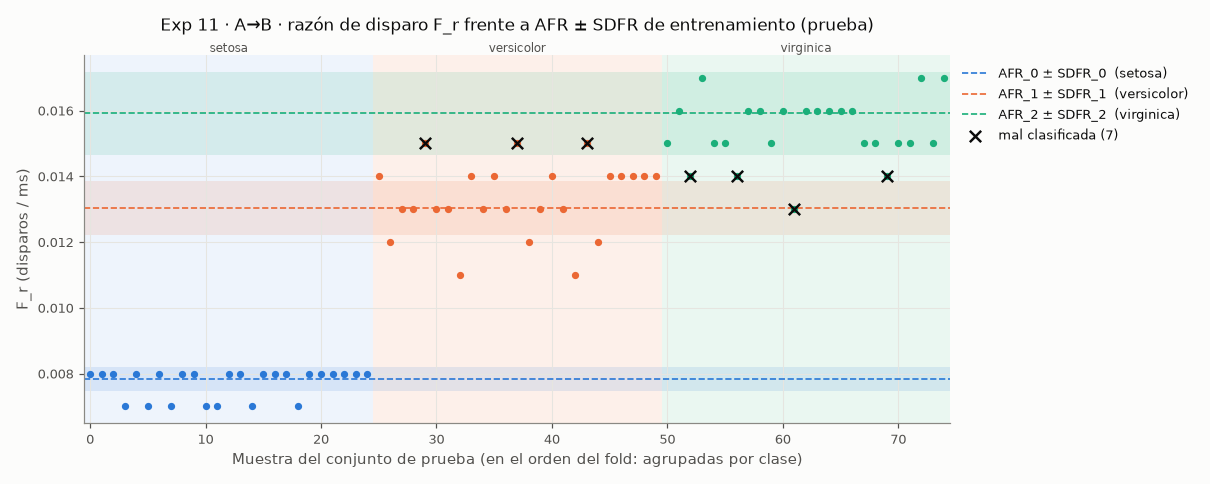 Exp 11 · A→B · razón de disparo F_r frente a AFR ± SDFR de entrenamiento (prueba)
setosa versicolor virginica
AFR_0 ± SDFR_0 (setosa)
AFR_1 ± SDFR_1 (versicolor)
AFR_2 ± SDFR_2 (virginica)
mal clasificada (7)
F_r (disparos / ms)
0.016
0.014
0.012
0.010
0.008
0 10 20 30 40 50 60 70
Muestra del conjunto de prueba (en el orden del fold: agrupadas por clase)